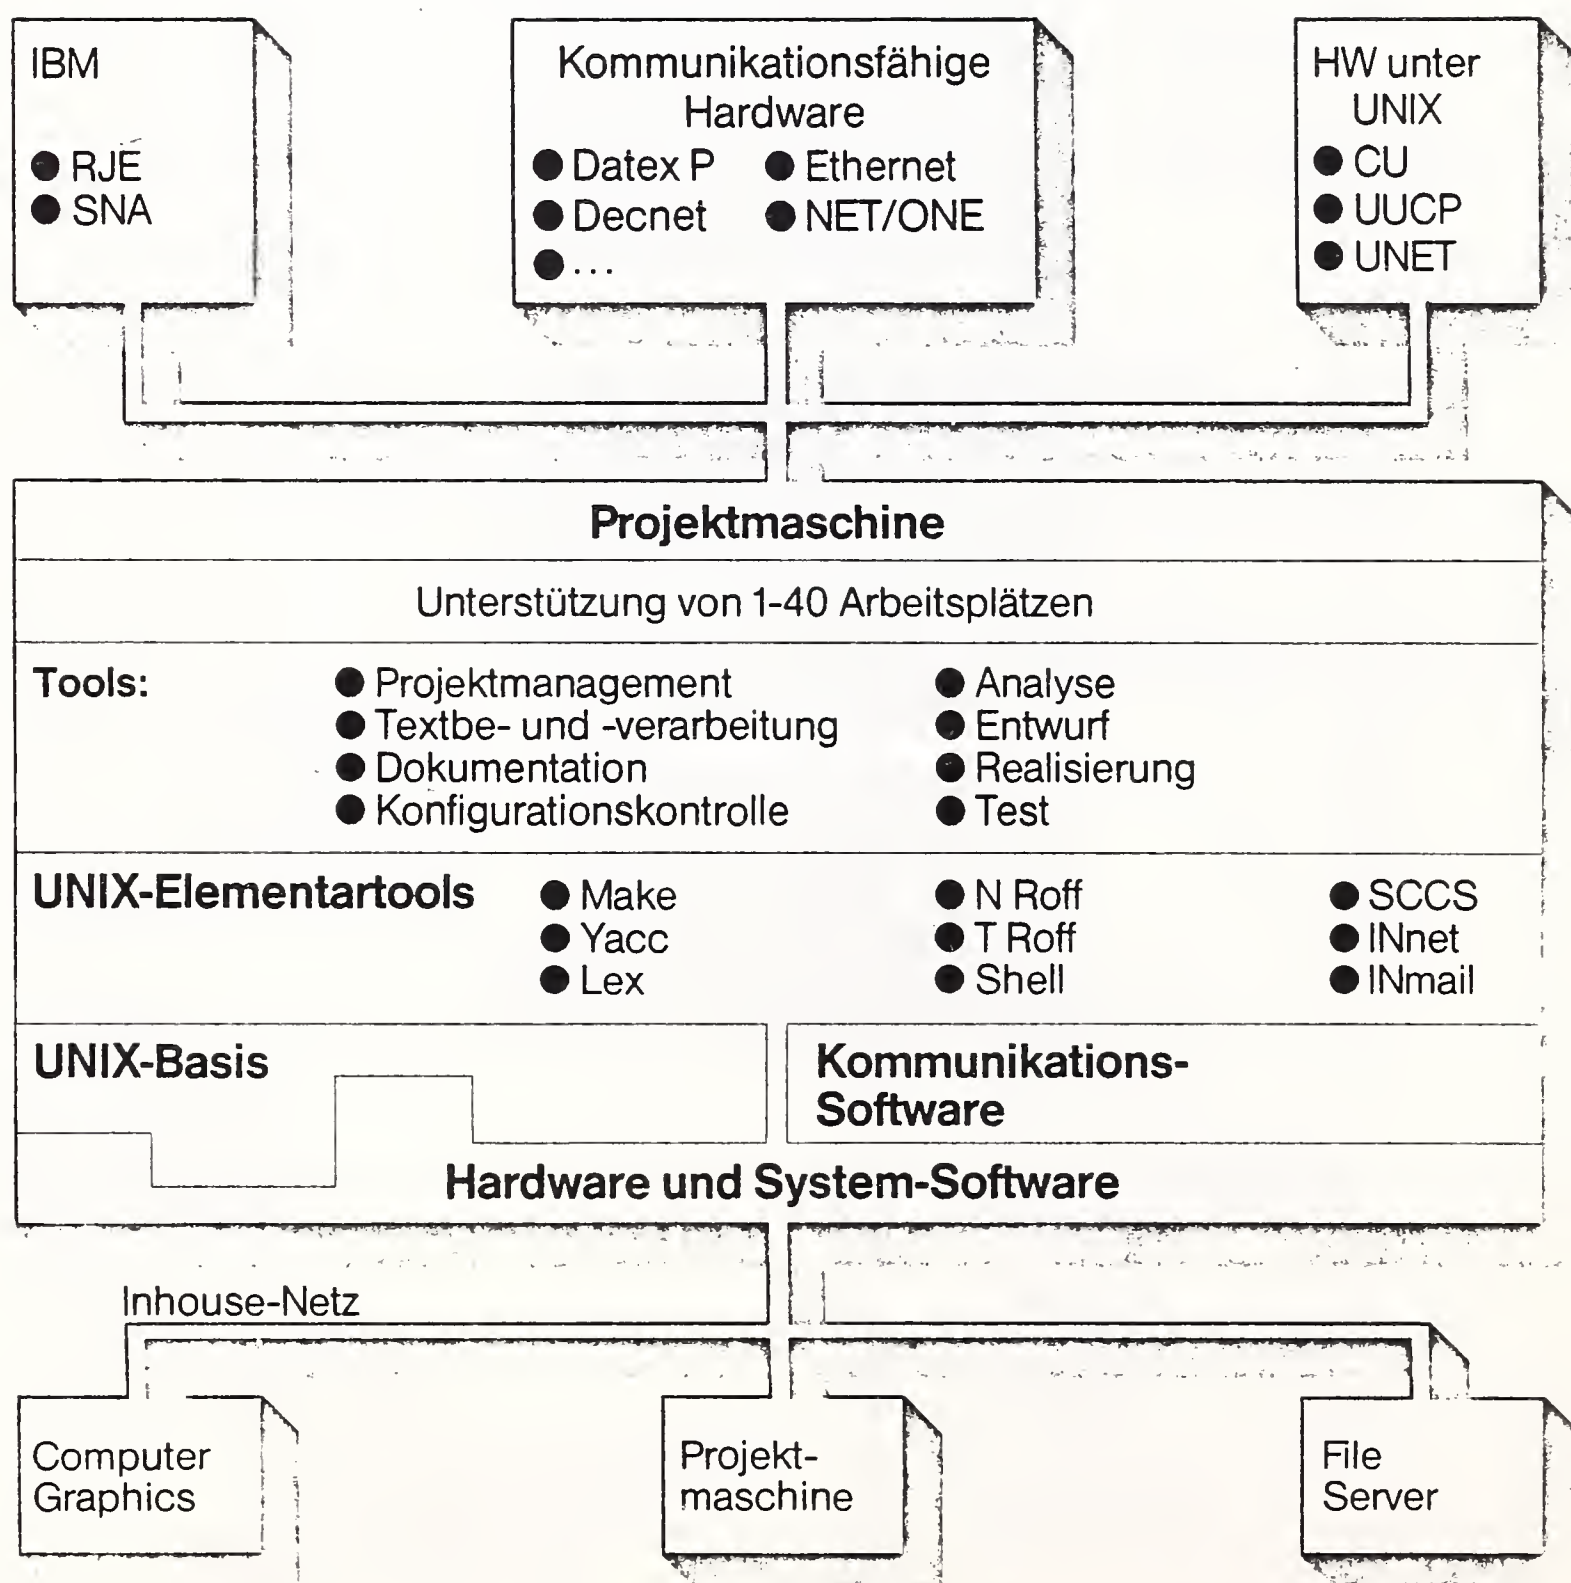 IBM
● RJE
● SNA
Kommunikationsfähige
Hardware
● Datex P ● Ethernet
● Decnet ● NET/ONE
● ...
HW unter
UNIX
● CU
● UUCP
● UNET
Projektmaschine
Unterstützung von 1-40 Arbeitsplätzen
Tools: ● Projektmanagement ● Analyse
● Textbe- und -verarbeitung ● Entwurf
● Dokumentation ● Realisierung
● Konfigurationskontrolle ● Test
UNIX-Elementartools ● Make ● N Roff ● SCCS
● Yacc ● T Roff ● INnet
● Lex ● Shell ● INmail
UNIX-Basis
Kommunikations-
Software
Hardware und System-Software
Inhouse-Netz
Computer
Graphics
Projekt-
maschine
File
Server